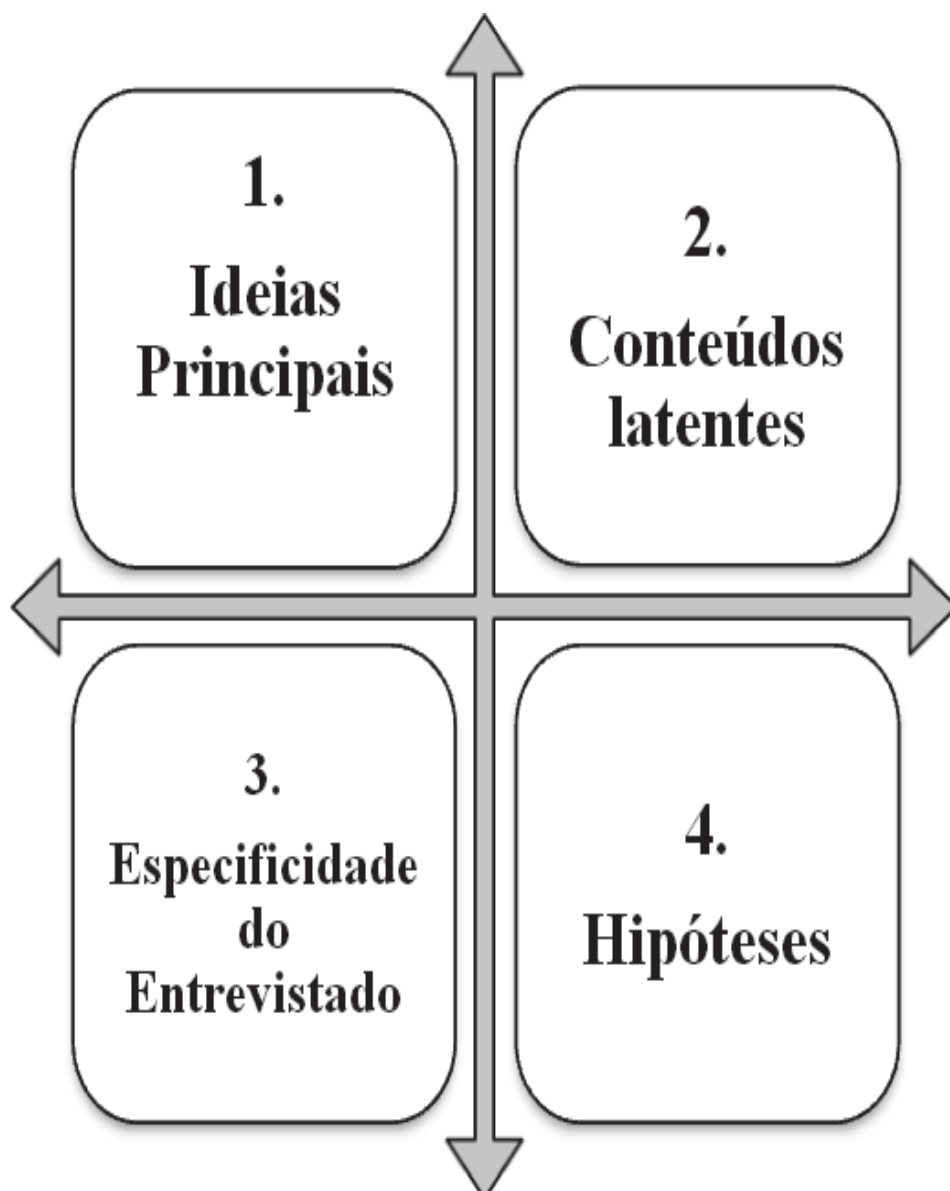 1.
Ideias
Principais
2.
Conteúdos
latentes
3.
Especificidade
do
Entrevistado
4.
Hipóteses